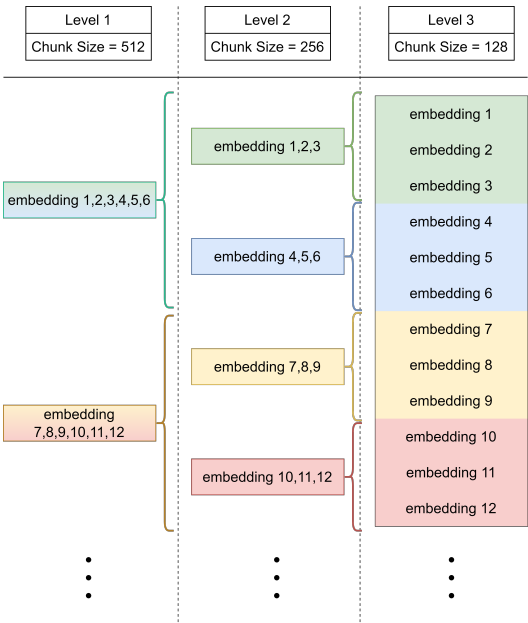 Level 1
Chunk Size = 512
Level 2
Chunk Size = 256
Level 3
Chunk Size = 128
embedding 1,2,3,4,5,6
embedding
7,8,9,10,11,12
embedding 1,2,3
embedding 4,5,6
embedding 7,8,9
embedding 10,11,12
embedding 1
embedding 2
embedding 3
embedding 4
embedding 5
embedding 6
embedding 7
embedding 8
embedding 9
embedding 10
embedding 11
embedding 12